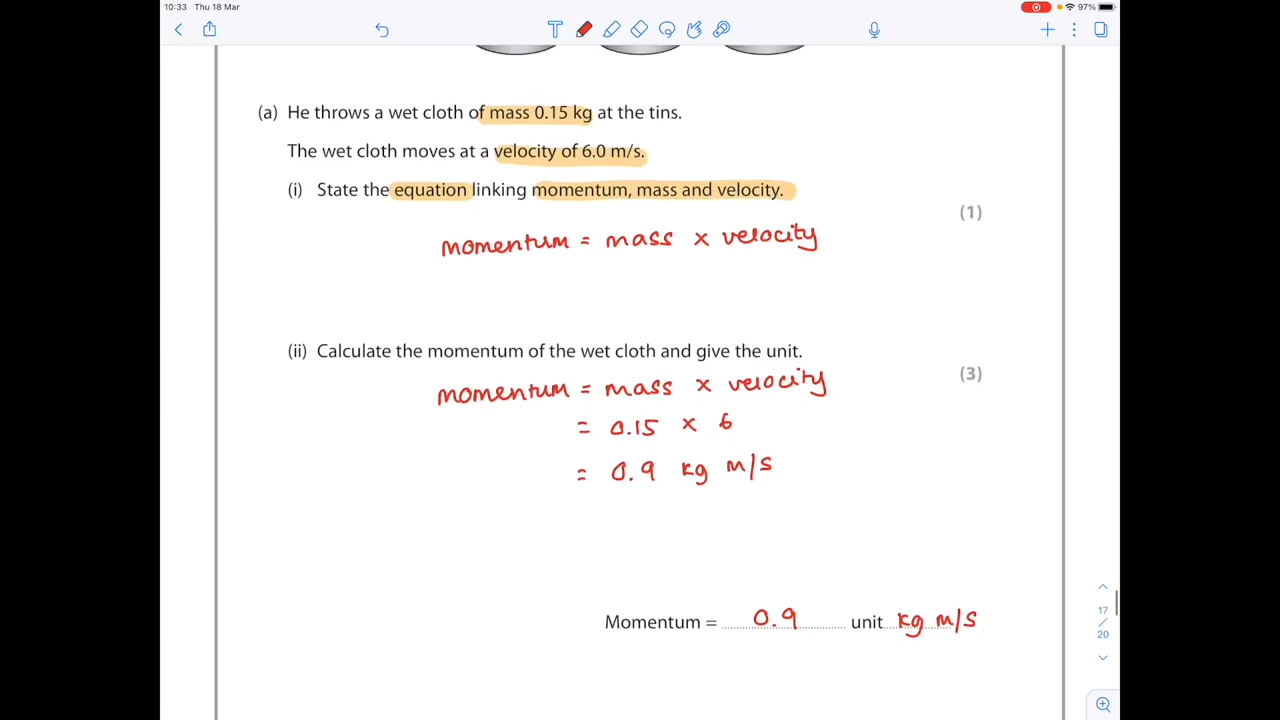 10:33 Thu 18 Mar
97%
(a) He throws a wet cloth of mass 0.15 kg at the tins.
The wet cloth moves at a velocity of 6.0 m/s.
(i) State the equation linking momentum, mass and velocity.
(1)
momentum = mass x velocity
(ii) Calculate the momentum of the wet cloth and give the unit.
(3)
momentum = mass x velocity
= 0.15 x 6
= 0.9 kg m/s
17
/
20
Momentum = 0.9 unit kg m/s